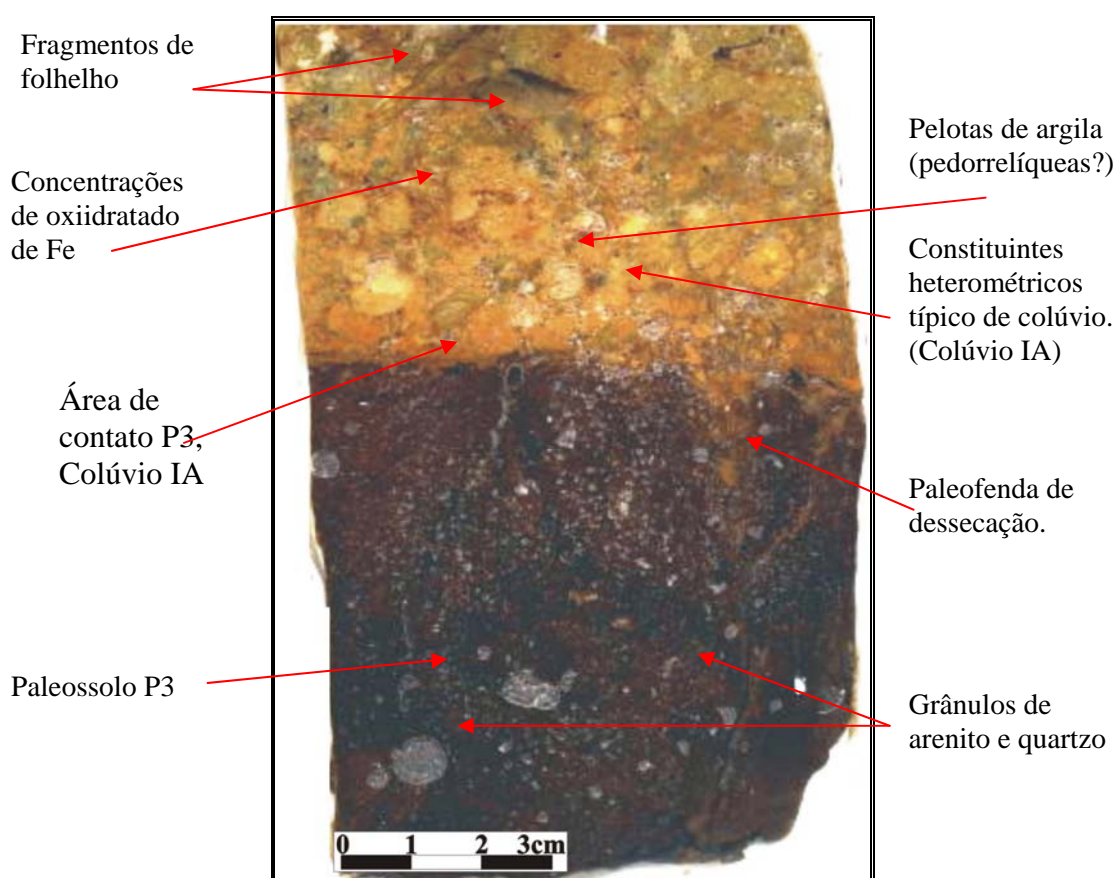 Fragmentos de
folhelho
Concentrações
de oxiidratado
de Fe
Área de
contato P3,
Colúvio IA
Paleossolo P3
Pelotas de argila
(pedorrelíqueas?)
Constituintes
heterométricos
típico de colúvio.
(Colúvio IA)
Paleofenda de
dessecação.
Grânulos de
arenito e quartzo
0 1 2 3cm